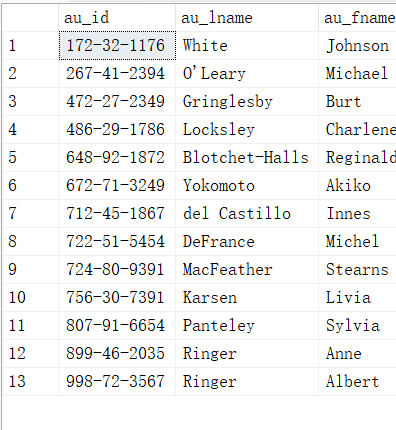 au_id au_lname au_fname
1 172-32-1176 White Johnson
2 267-41-2394 O'Leary Michael
3 472-27-2349 Gringlesby Burt
4 486-29-1786 Locksley Charlene
5 648-92-1872 Blotchet-Halls Reginald
6 672-71-3249 Yokomoto Akiko
7 712-45-1867 del Castillo Innes
8 722-51-5454 DeFrance Michel
9 724-80-9391 MacFeather Stearns
10 756-30-7391 Karsen Livia
11 807-91-6654 Panteley Sylvia
12 899-46-2035 Ringer Anne
13 998-72-3567 Ringer Albert